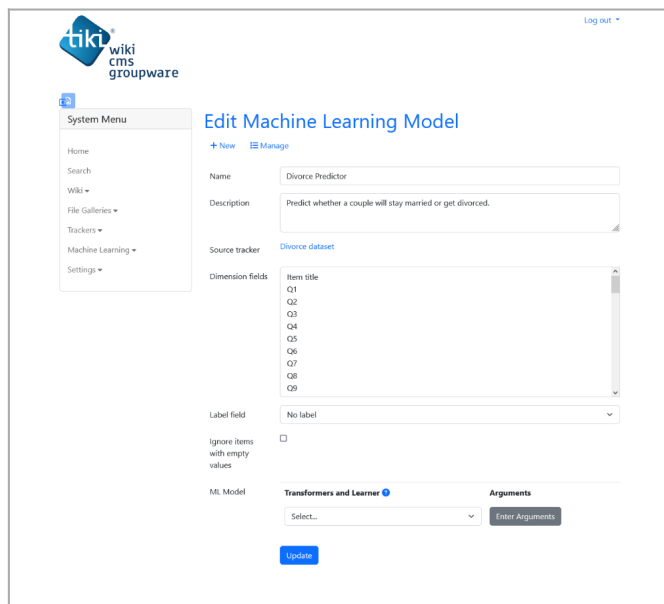 Log out
tiki®
wiki
cms
groupware
System Menu
Home
Search
Wiki
File Galleries
Trackers
Machine Learning
Settings
Edit Machine Learning Model
+ New Manage
Name Divorce Predictor
Description Predict whether a couple will stay married or get divorced.
Source tracker Divorce dataset
Dimension fields Item title
Q1
Q2
Q3
Q4
Q5
Q6
Q7
Q8
Q9
Label field No label
Ignore items
with empty
values
ML Model Transformers and Learner ? Arguments
Select... Enter Arguments
Update